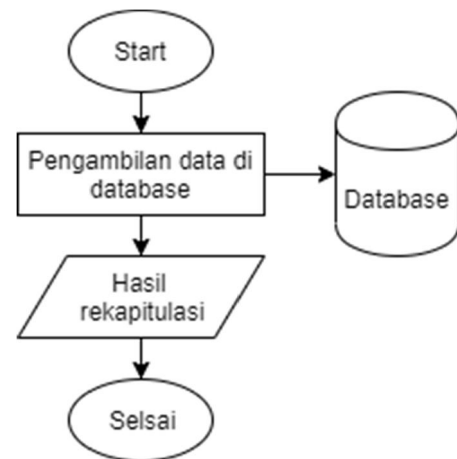 Start
Pengambilan data di
database
Database
Hasil
rekapitulasi
Selsai